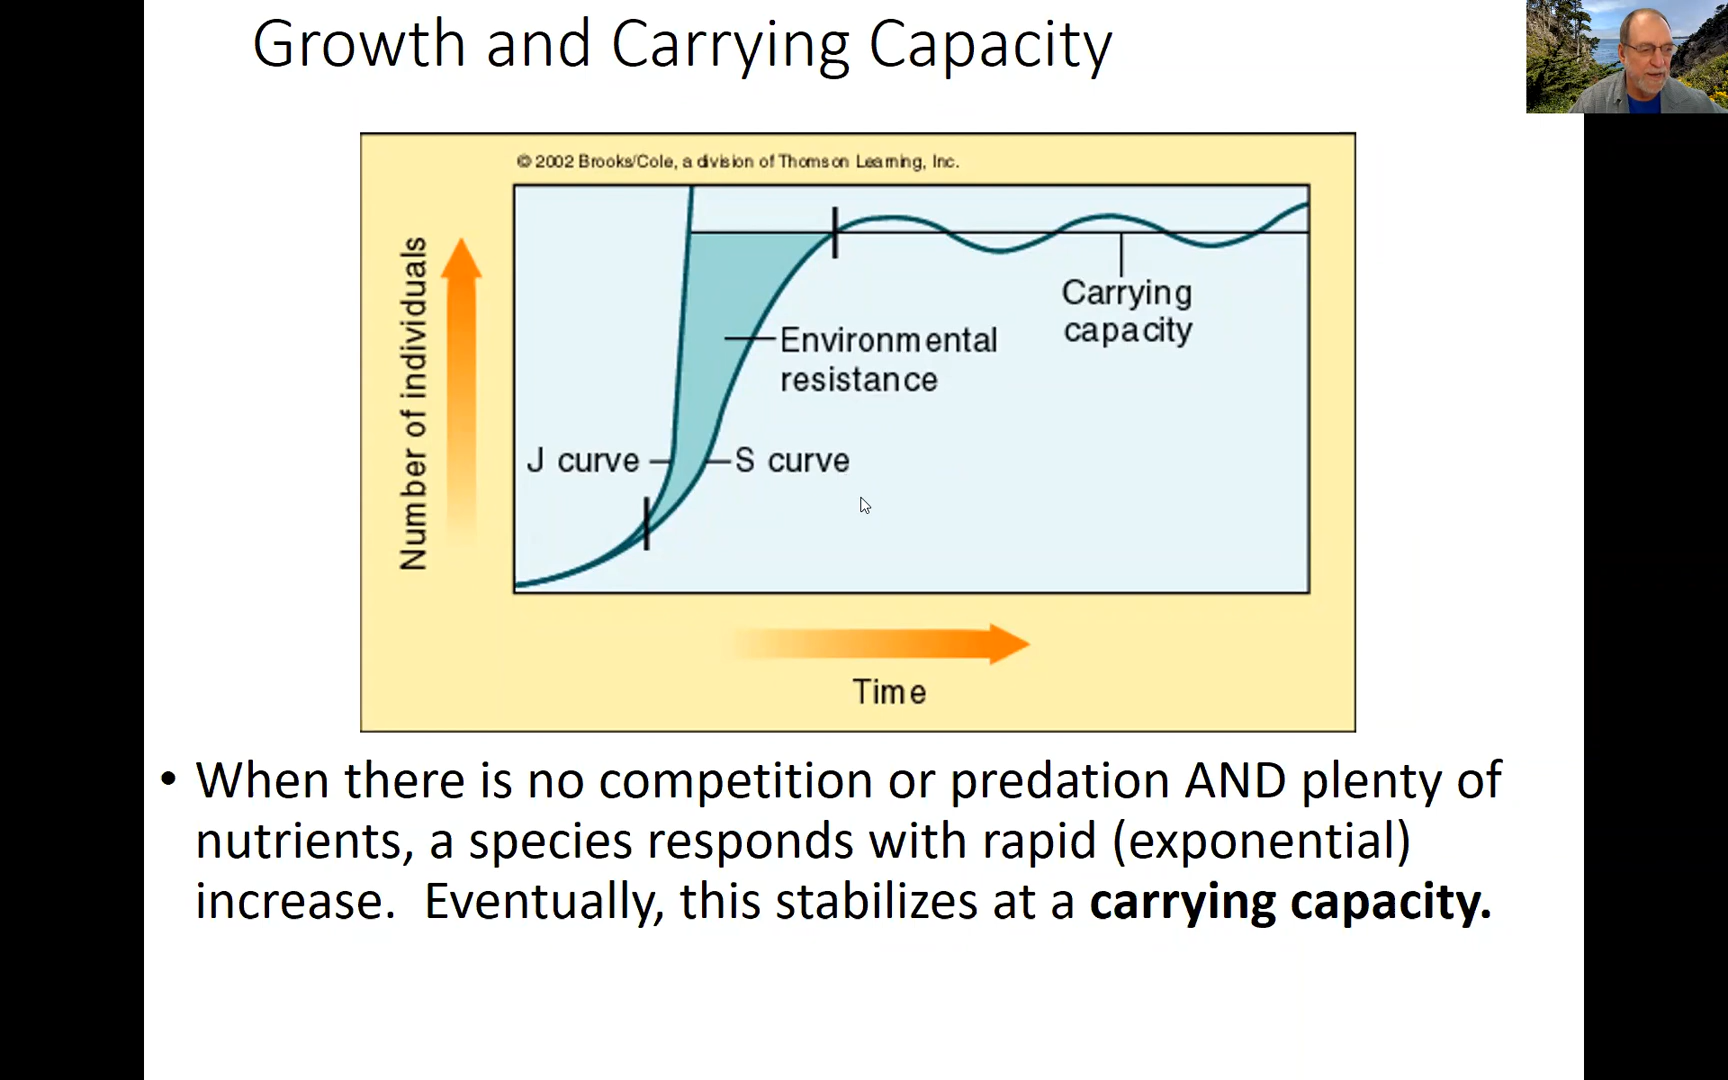 Growth and Carrying Capacity
© 2002 Brooks/Cole, a division of Thomson Learning, Inc.
Number of individuals
Carrying
capacity
Environmental
resistance
J curve
S curve
Time
• When there is no competition or predation AND plenty of
nutrients, a species responds with rapid (exponential)
increase.  Eventually, this stabilizes at a carrying capacity.